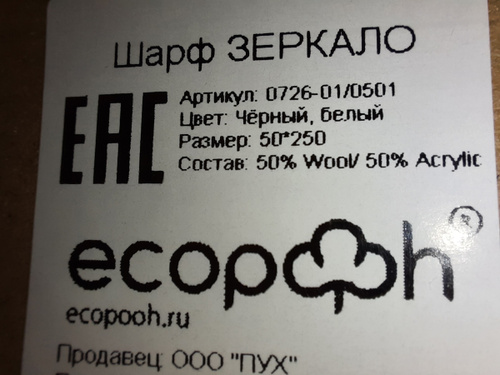 Шарф ЗЕРКАЛО
EAC
Артикул: 0726-01/0501
Цвет: Чёрный, белый
Размер: 50*250
Состав: 50% Wool/ 50% Acrylic
ecopooh®
ecopooh.ru
Продавец: ООО "ПУХ"